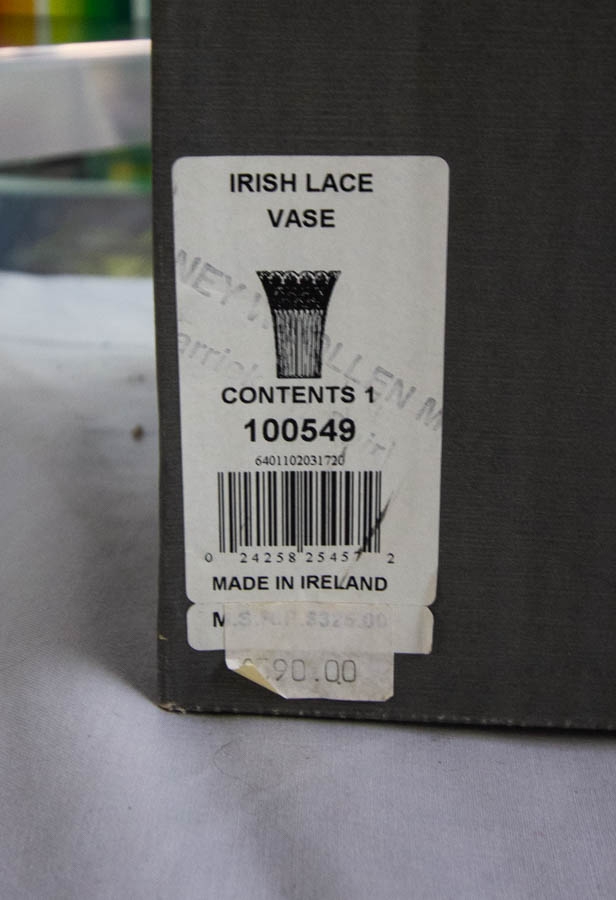 IRISH LACE
VASE
CONTENTS 1
100549
6401102031720
0 24258 25457 2
MADE IN IRELAND
M.S.R.P. $325.00
90.00